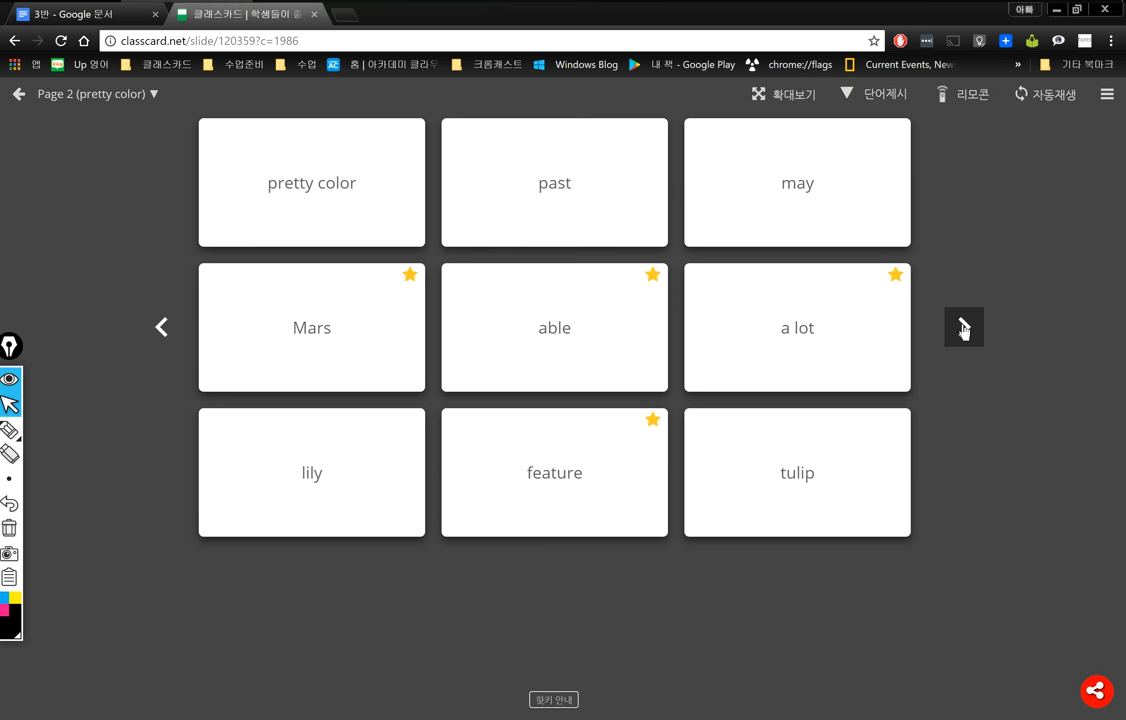 3반 - Google 문서
클래스카드 | 학생들이 좋
아빠
classcard.net/slide/120359?c=1986
앱
Up 영어
클래스카드
수업준비
수업
홈 | 아카데미 클라우
크롬캐스트
Windows Blog
내 책 - Google Play
chrome://flags
Current Events, New
»
기타 북마크
Page 2 (pretty color) ▼
확대보기
단어제시
리모콘
자동재생
pretty color
past
may
Mars
able
a lot
lily
feature
tulip
핫키 안내